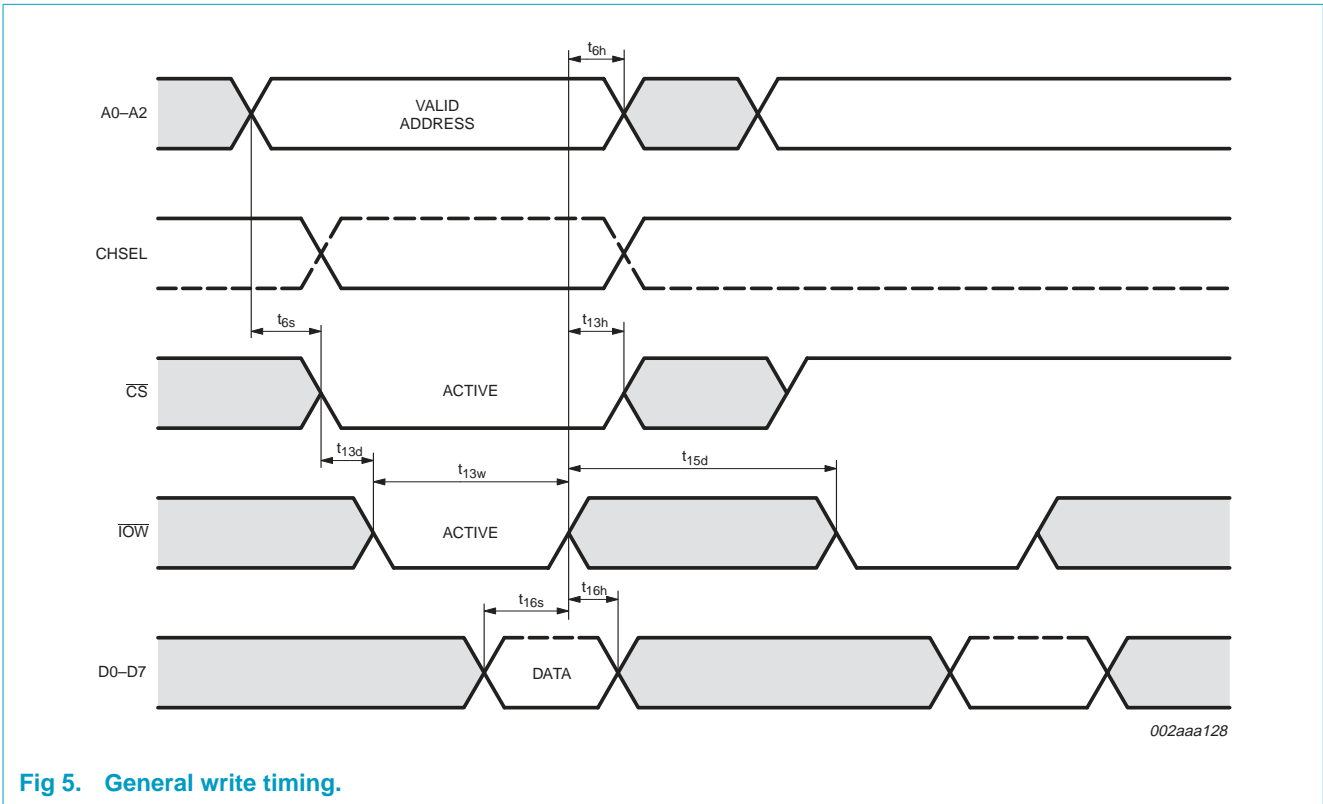 t6h
A0–A2
VALID
ADDRESS
CHSEL
t6s
t13h
CS
ACTIVE
t13d
t13w
t15d
IOW
ACTIVE
t16s
t16h
D0–D7
DATA
002aaa128
Fig 5. General write timing.